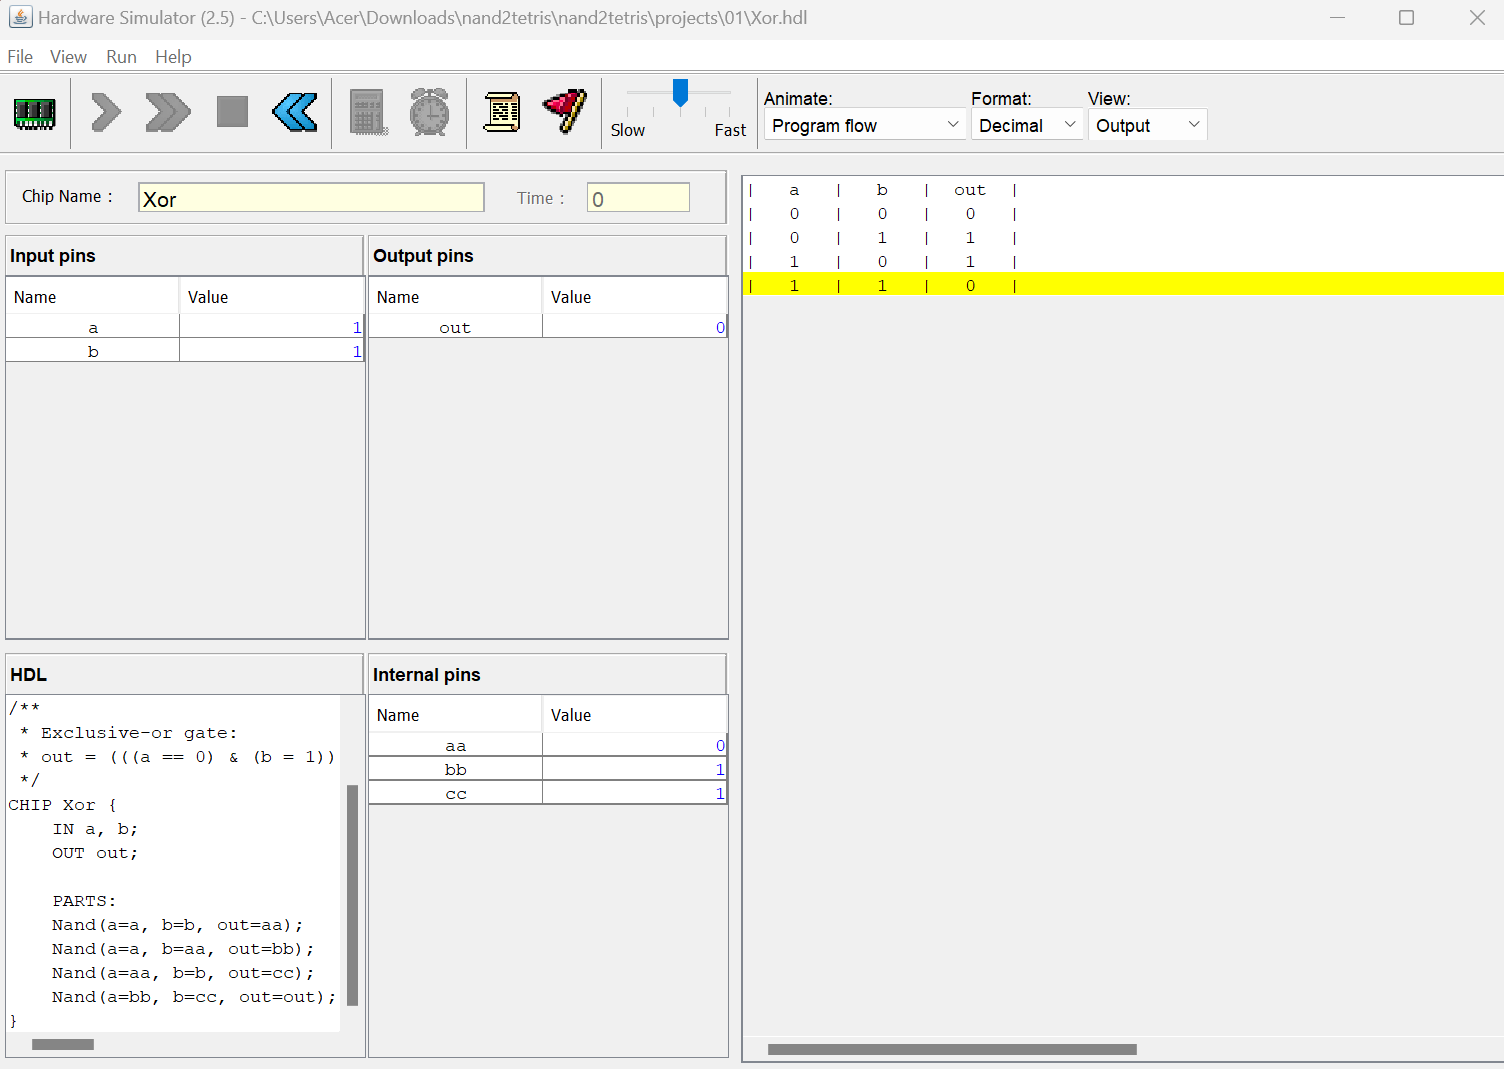 Hardware Simulator (2.5) - C:\Users\Acer\Downloads\nand2tetris\nand2tetris\projects\01\Xor.hdl
File View Run Help
Slow Fast
Animate: Format: View:
Program flow Decimal Output
Chip Name : Xor Time : 0
Input pins
Name Value
a 1
b 1
Output pins
Name Value
out 0
HDL
/**
* Exclusive-or gate:
* out = (((a == 0) & (b = 1))
*/
CHIP Xor {
IN a, b;
OUT out;
PARTS:
Nand(a=a, b=b, out=aa);
Nand(a=a, b=aa, out=bb);
Nand(a=aa, b=b, out=cc);
Nand(a=bb, b=cc, out=out);
}
Internal pins
Name Value
aa 0
bb 1
cc 1
| a | b | out |
| 0 | 0 | 0 |
| 0 | 1 | 1 |
| 1 | 0 | 1 |
| 1 | 1 | 0 |